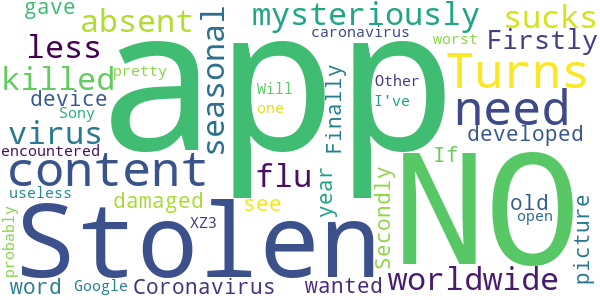 gave
absent
mysteriously
sucks
less
caronavirus
Firstly
killed
pretty
app
seasonal
worst
Turns
device
Sony
Will
one
Other
I've
need
virus
developed
encountered
content
flu
Finally
If
NO
useless
Stolen
damaged
see
year
secondly
old
open
picture
probably
XZ3
word
Google
Coronavirus
wanted
worldwide